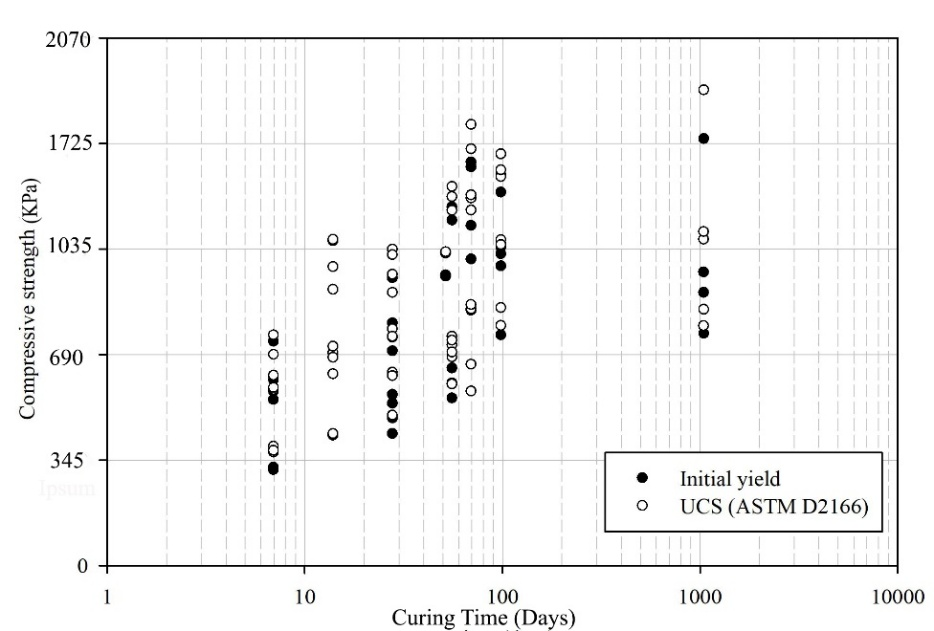 2070
1725
1035
690
345
0
Compressive strength (KPa)
Ipsum
Initial yield
UCS (ASTM D2166)
1 10 100 1000 10000
Curing Time (Days)